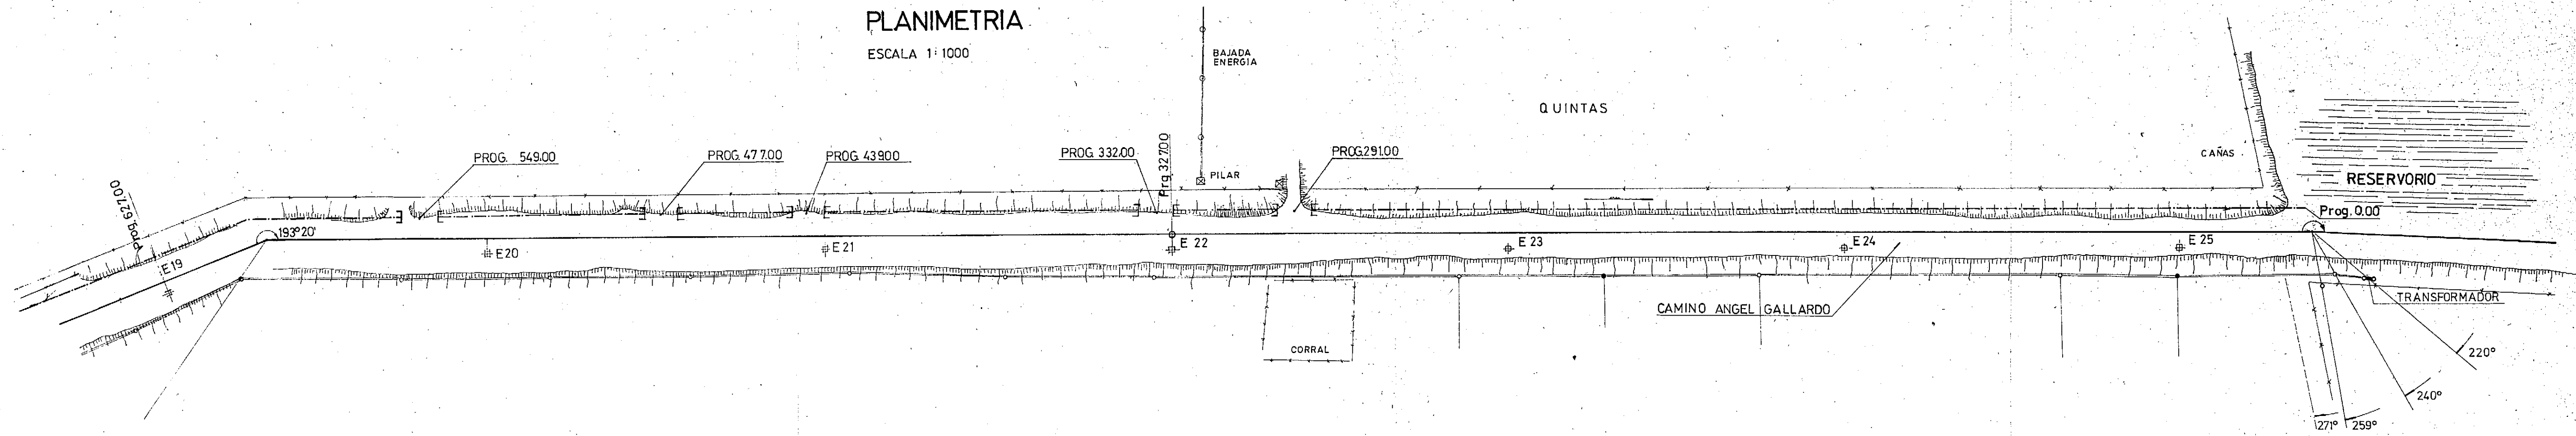 PLANIMETRIA
ESCALA 1:1000
BAJADA
ENERGIA
QUINTAS
CAÑAS
RESERVORIO
PROG. 549.00
PROG. 477.00
PROG. 439.00
PROG. 332.00
Prg. 327.00
PILAR
PROG 291.00
Prog. 627.00
Prog. 0.00
193°20'
E19
E20
E21
E 22
E 23
E 24
E 25
CAMINO ANGEL GALLARDO
TRANSFORMADOR
CORRAL
220°
240°
271°
259°